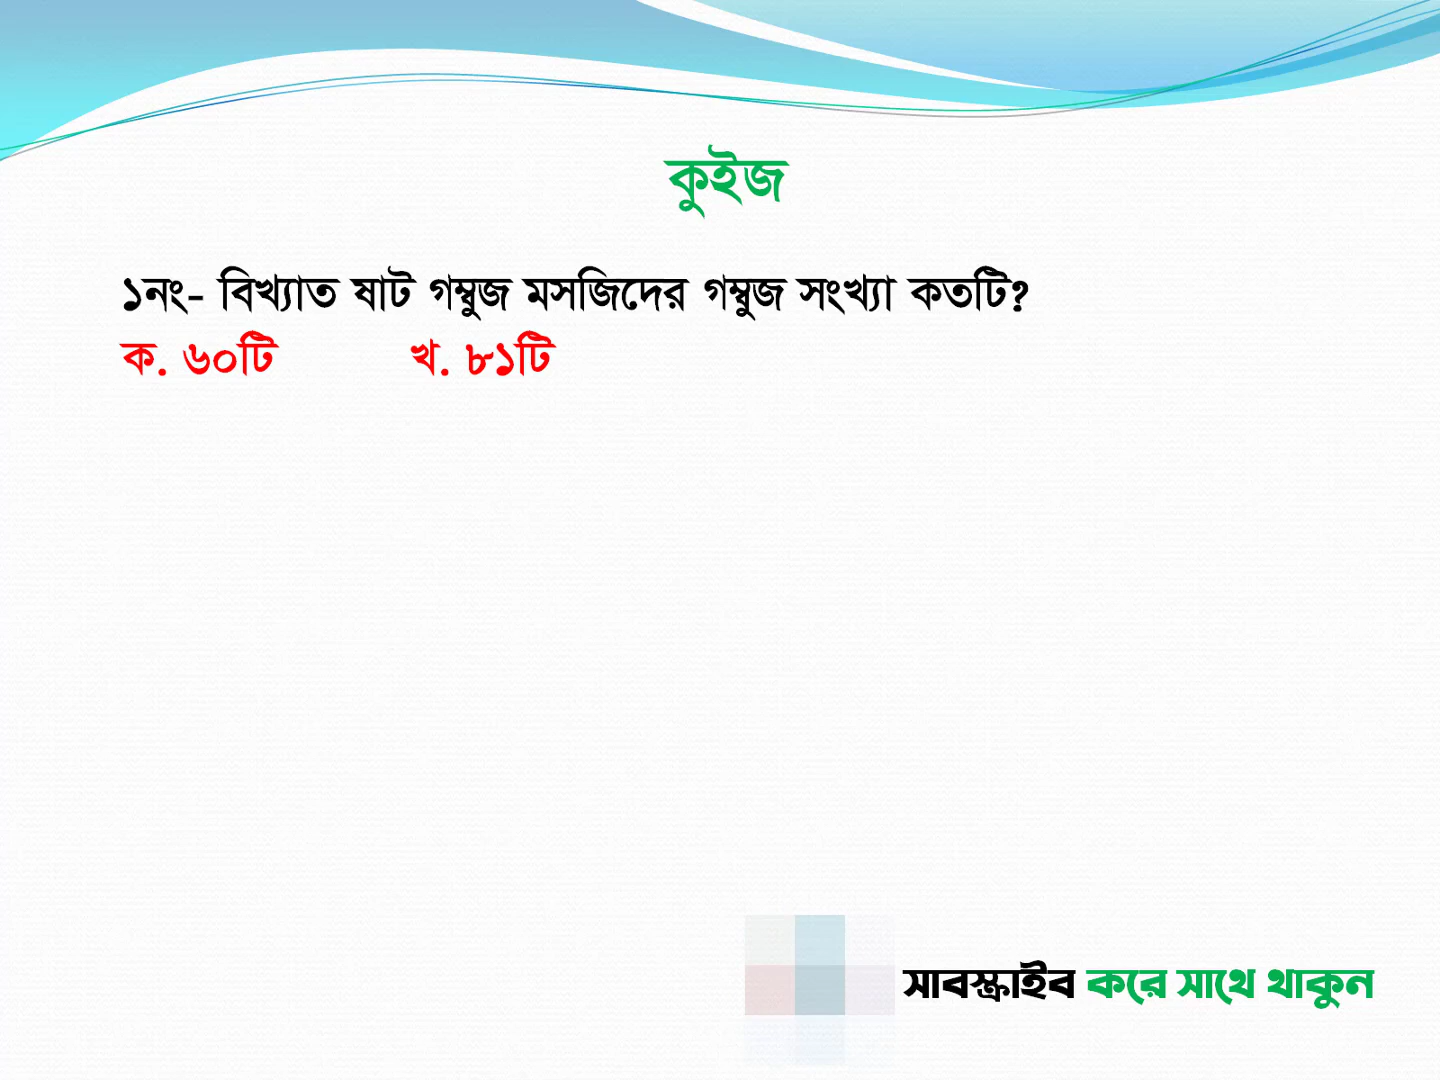 কুইজ
১নং- বিখ্যাত ষাট গম্বুজ মসজিদের গম্বুজ সংখ্যা কতটি?
ক. ৬০টি খ. ৮১টি
সাবস্ক্রাইব করে সাথে থাকুন